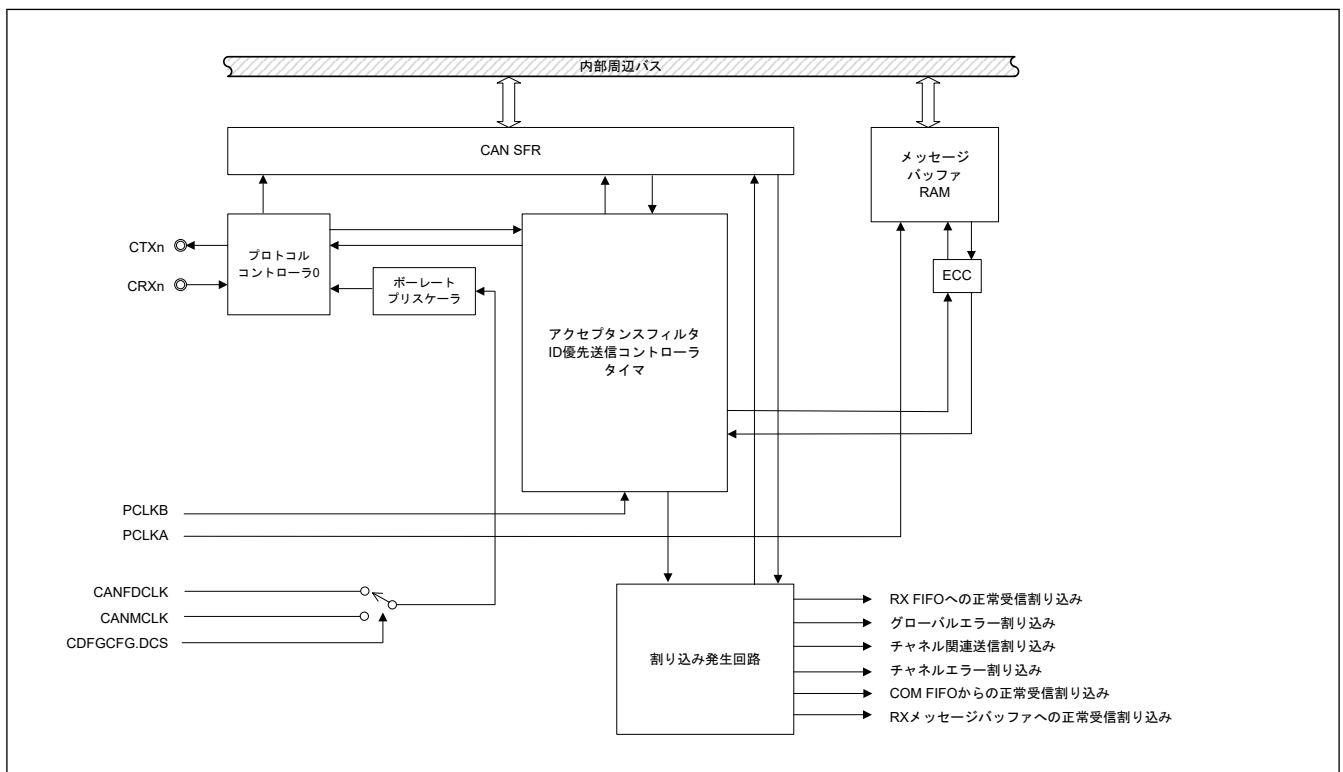 内部周辺バス
CAN SFR
メッセージ
バッファ
RAM
CTXn
CRXn
プロトコル
コントローラ0
ボーレート
プリスケーラ
ECC
アクセプタンスフィルタ
ID優先送信コントローラ
タイマ
PCLKB
PCLKA
CANFDCLK
CANMCLK
CDFGCFG.DCS
割り込み発生回路
RX FIFOへの正常受信割り込み
グローバルエラー割り込み
チャネル関連送信割り込み
チャネルエラー割り込み
COM FIFOからの正常受信割り込み
RXメッセージバッファへの正常受信割り込み